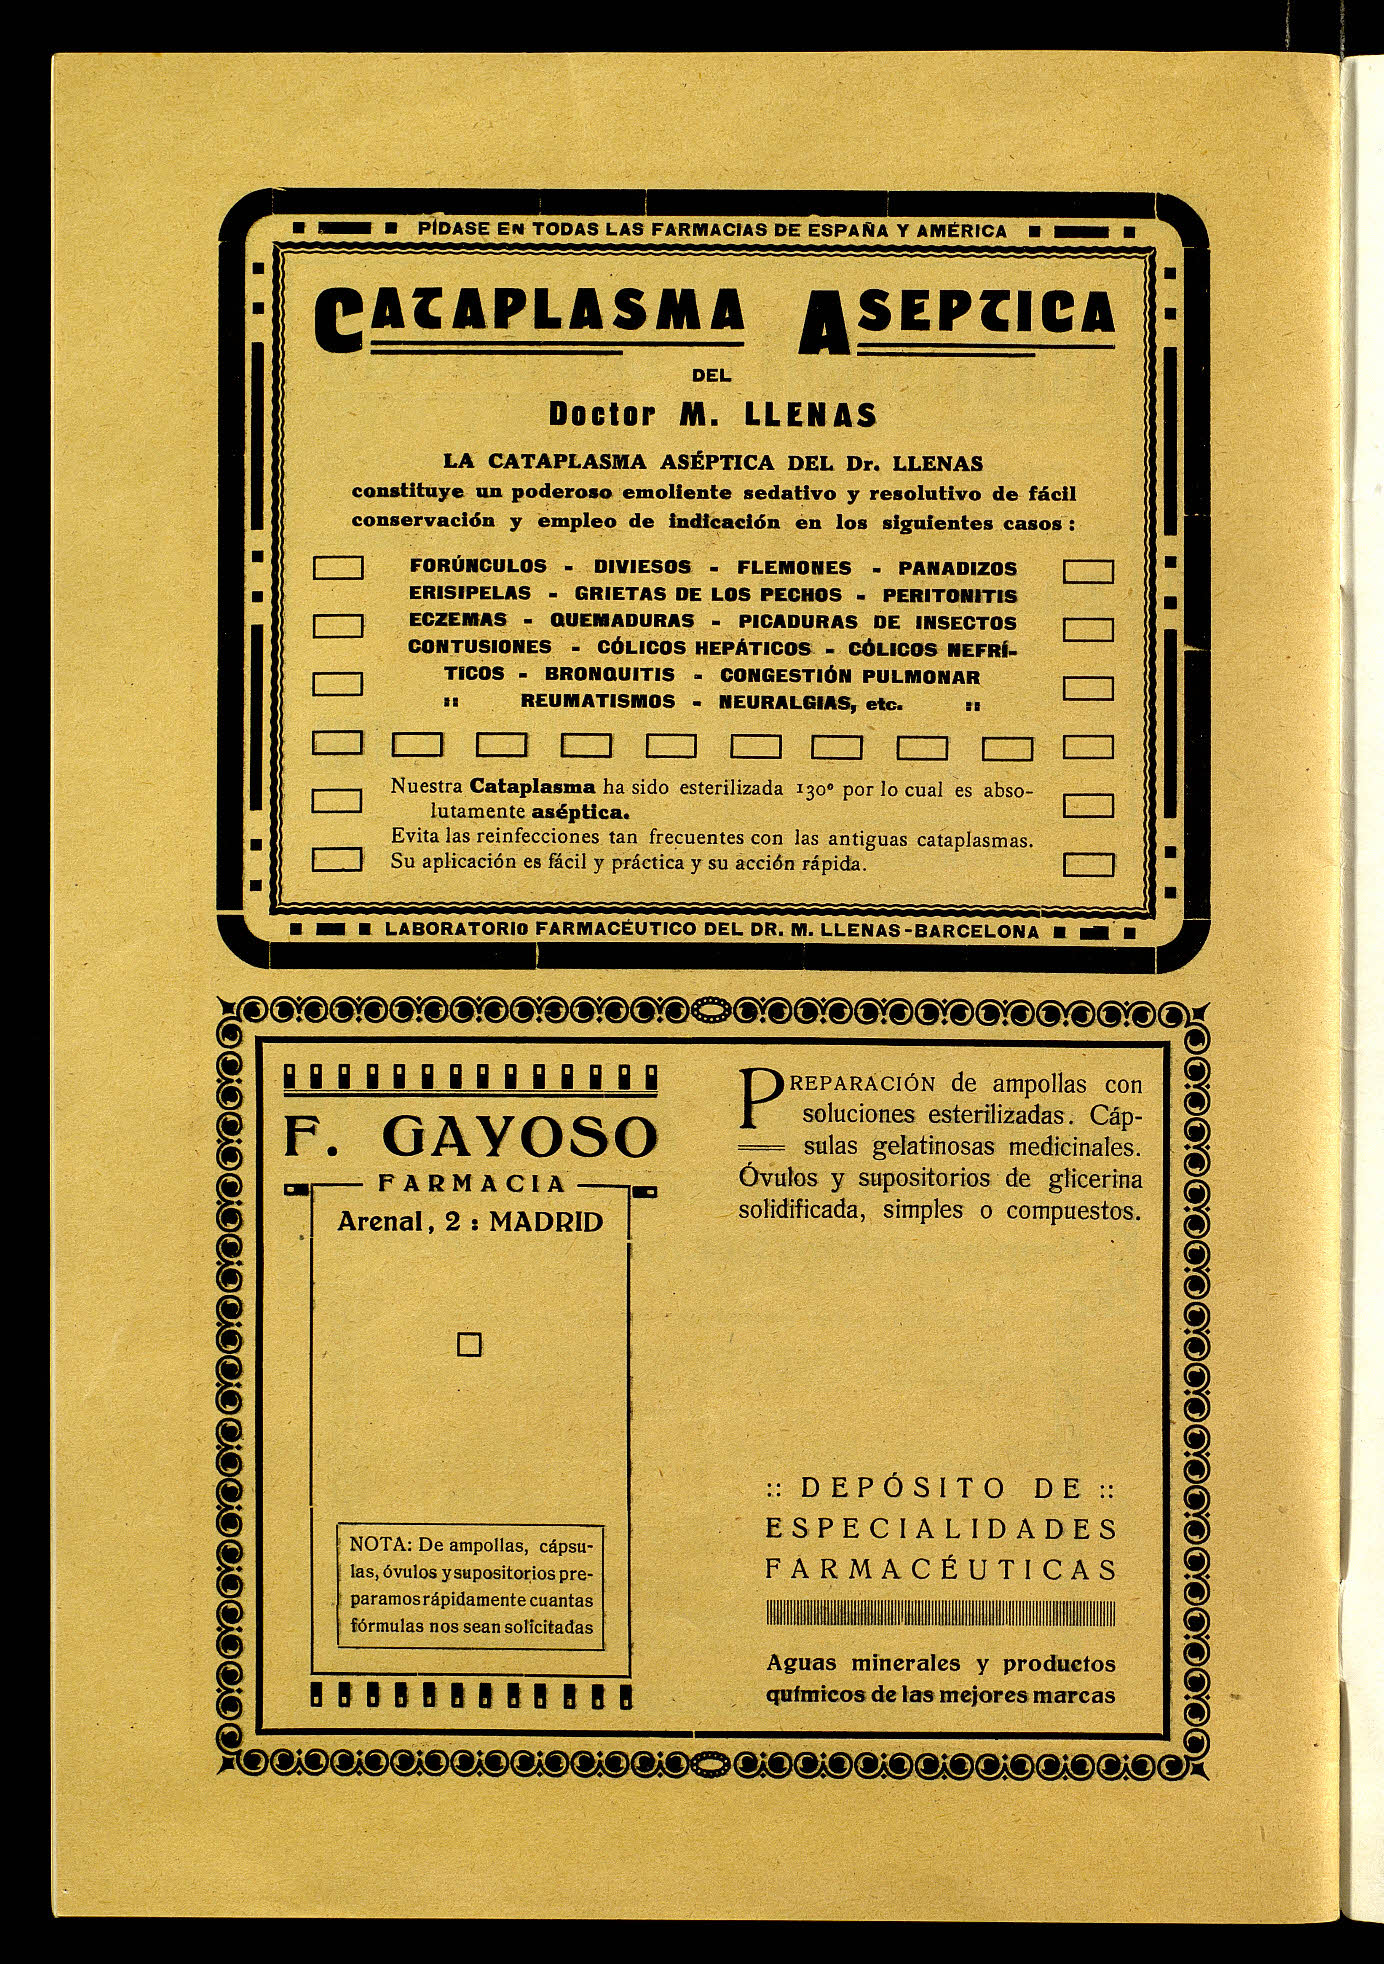 PÍDASE EN TODAS LAS FARMACIAS DE ESPAÑA Y AMÉRICA
CATAPLASMA ASEPTICA
DEL
Doctor M. LLENAS
LA CATAPLASMA ASÉPTICA DEL Dr. LLENAS
constituye un poderoso emoliente sedativo y resolutivo de fácil
conservación y empleo de indicación en los siguientes casos :
FORÚNCULOS - DIVIESOS - FLEMONES - PANADIZOS
ERISIPELAS - GRIETAS DE LOS PECHOS - PERITONITIS
ECZEMAS - QUEMADURAS - PICADURAS DE INSECTOS
CONTUSIONES - CÓLICOS HEPÁTICOS - CÓLICOS NEFRÍ-
TICOS - BRONQUITIS - CONGESTIÓN PULMONAR
:: REUMATISMOS - NEURALGIAS, etc. ::
Nuestra Cataplasma ha sido esterilizada 130º por lo cual es abso-
lutamente aséptica.
Evita las reinfecciones tan frecuentes con las antiguas cataplasmas.
Su aplicación es fácil y práctica y su acción rápida.
LABORATORIO FARMACÉUTICO DEL DR. M. LLENAS-BARCELONA
F. GAYOSO
FARMACIA
Arenal, 2 : MADRID
NOTA: De ampollas, cápsu-
las, óvulos y supositorios pre-
paramos rápidamente cuantas
fórmulas nos sean solicitadas
PREPARACIÓN de ampollas con
soluciones esterilizadas. Cáp-
sulas gelatinosas medicinales.
Óvulos y supositorios de glicerina
solidificada, simples o compuestos.
:: DEPÓSITO DE ::
ESPECIALIDADES
FARMACÉUTICAS
Aguas minerales y productos
químicos de las mejores marcas